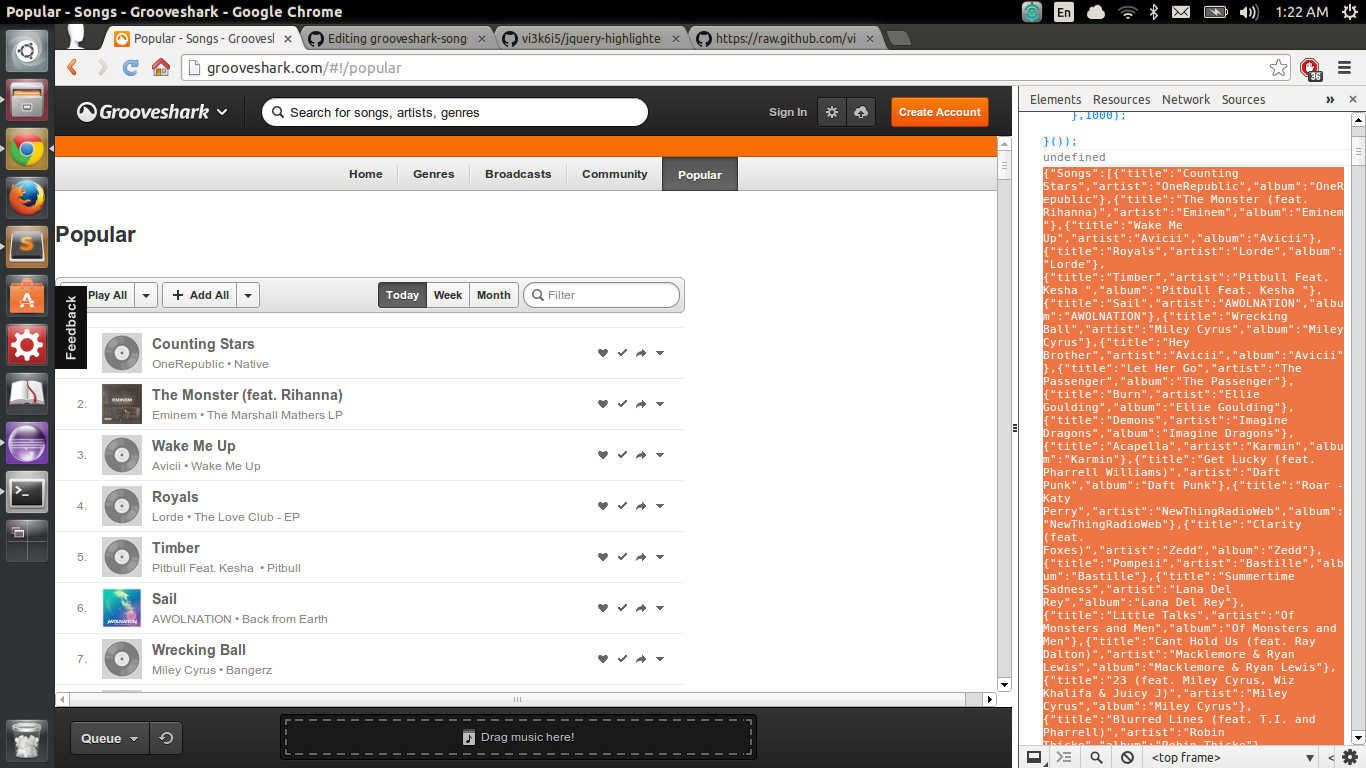 Popular - Songs - Grooveshark - Google Chrome
En
1:22 AM
Popular - Songs - Groovesl
Editing grooveshark-song
vi3k6i5/jquery-highlighte
https://raw.github.com/vi
grooveshark.com/#!/popular
36
Grooveshark
Search for songs, artists, genres
Sign In
Create Account
Home
Genres
Broadcasts
Community
Popular
Popular
Play All
Add All
Today
Week
Month
Filter
Feedback
Counting Stars
OneRepublic • Native
2.
The Monster (feat. Rihanna)
Eminem • The Marshall Mathers LP
3.
Wake Me Up
Avicii • Wake Me Up
4.
Royals
Lorde • The Love Club - EP
5.
Timber
Pitbull Feat. Kesha • Pitbull
6.
Sail
AWOLNATION • Back from Earth
7.
Wrecking Ball
Miley Cyrus • Bangerz
Queue
Drag music here!
Elements
Resources
Network
Sources
»
×
},1000);
}());
undefined
{"Songs":[{"title":"Counting
Stars","artist":"OneRepublic","album":"OneR
epublic"},{"title":"The Monster (feat.
Rihanna)","artist":"Eminem","album":"Eminem
"},{"title":"Wake Me
Up","artist":"Avicii","album":"Avicii"},
{"title":"Royals","artist":"Lorde","album":
"Lorde"},
{"title":"Timber","artist":"Pitbull Feat.
Kesha ","album":"Pitbull Feat. Kesha "},
{"title":"Sail","artist":"AWOLNATION","albu
m":"AWOLNATION"},{"title":"Wrecking
Ball","artist":"Miley Cyrus","album":"Miley
Cyrus"},{"title":"Hey
Brother","artist":"Avicii","album":"Avicii"
},{"title":"Let Her Go","artist":"The
Passenger","album":"The Passenger"},
{"title":"Burn","artist":"Ellie
Goulding","album":"Ellie Goulding"},
{"title":"Demons","artist":"Imagine
Dragons","album":"Imagine Dragons"},
{"title":"Acapella","artist":"Karmin","albu
m":"Karmin"},{"title":"Get Lucky (feat.
Pharrell Williams)","artist":"Daft
Punk","album":"Daft Punk"},{"title":"Roar -
Katy
Perry","artist":"NewThingRadioWeb","album":
"NewThingRadioWeb"},{"title":"Clarity
(feat.
Foxes)","artist":"Zedd","album":"Zedd"},
{"title":"Pompeii","artist":"Bastille","alb
um":"Bastille"},{"title":"Summertime
Sadness","artist":"Lana Del
Rey","album":"Lana Del Rey"},
{"title":"Little Talks","artist":"Of
Monsters and Men","album":"Of Monsters and
Men"},{"title":"Cant Hold Us (feat. Ray
Dalton)","artist":"Macklemore & Ryan
Lewis","album":"Macklemore & Ryan Lewis"},
{"title":"23 (feat. Miley Cyrus, Wiz
Khalifa & Juicy J)","artist":"Miley
Cyrus","album":"Miley Cyrus"},
{"title":"Blurred Lines (feat. T.I. and
Pharrell)","artist":"Robin
Thicke","album":"Robin Thicke"},
<top frame>